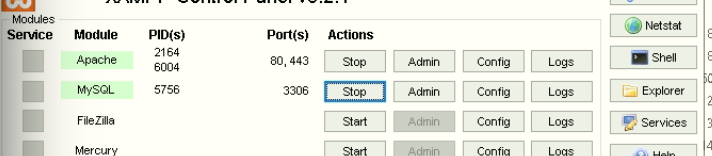 XAMPP Control Panel v3.2.1
Modules
Service Module PID(s) Port(s) Actions
Netstat
Apache 2164 6004 80, 443 Stop Admin Config Logs
Shell
MySQL 5756 3306 Stop Admin Config Logs
Explorer
FileZilla Start Admin Config Logs
Services
Mercury Start Admin Config Logs
Help